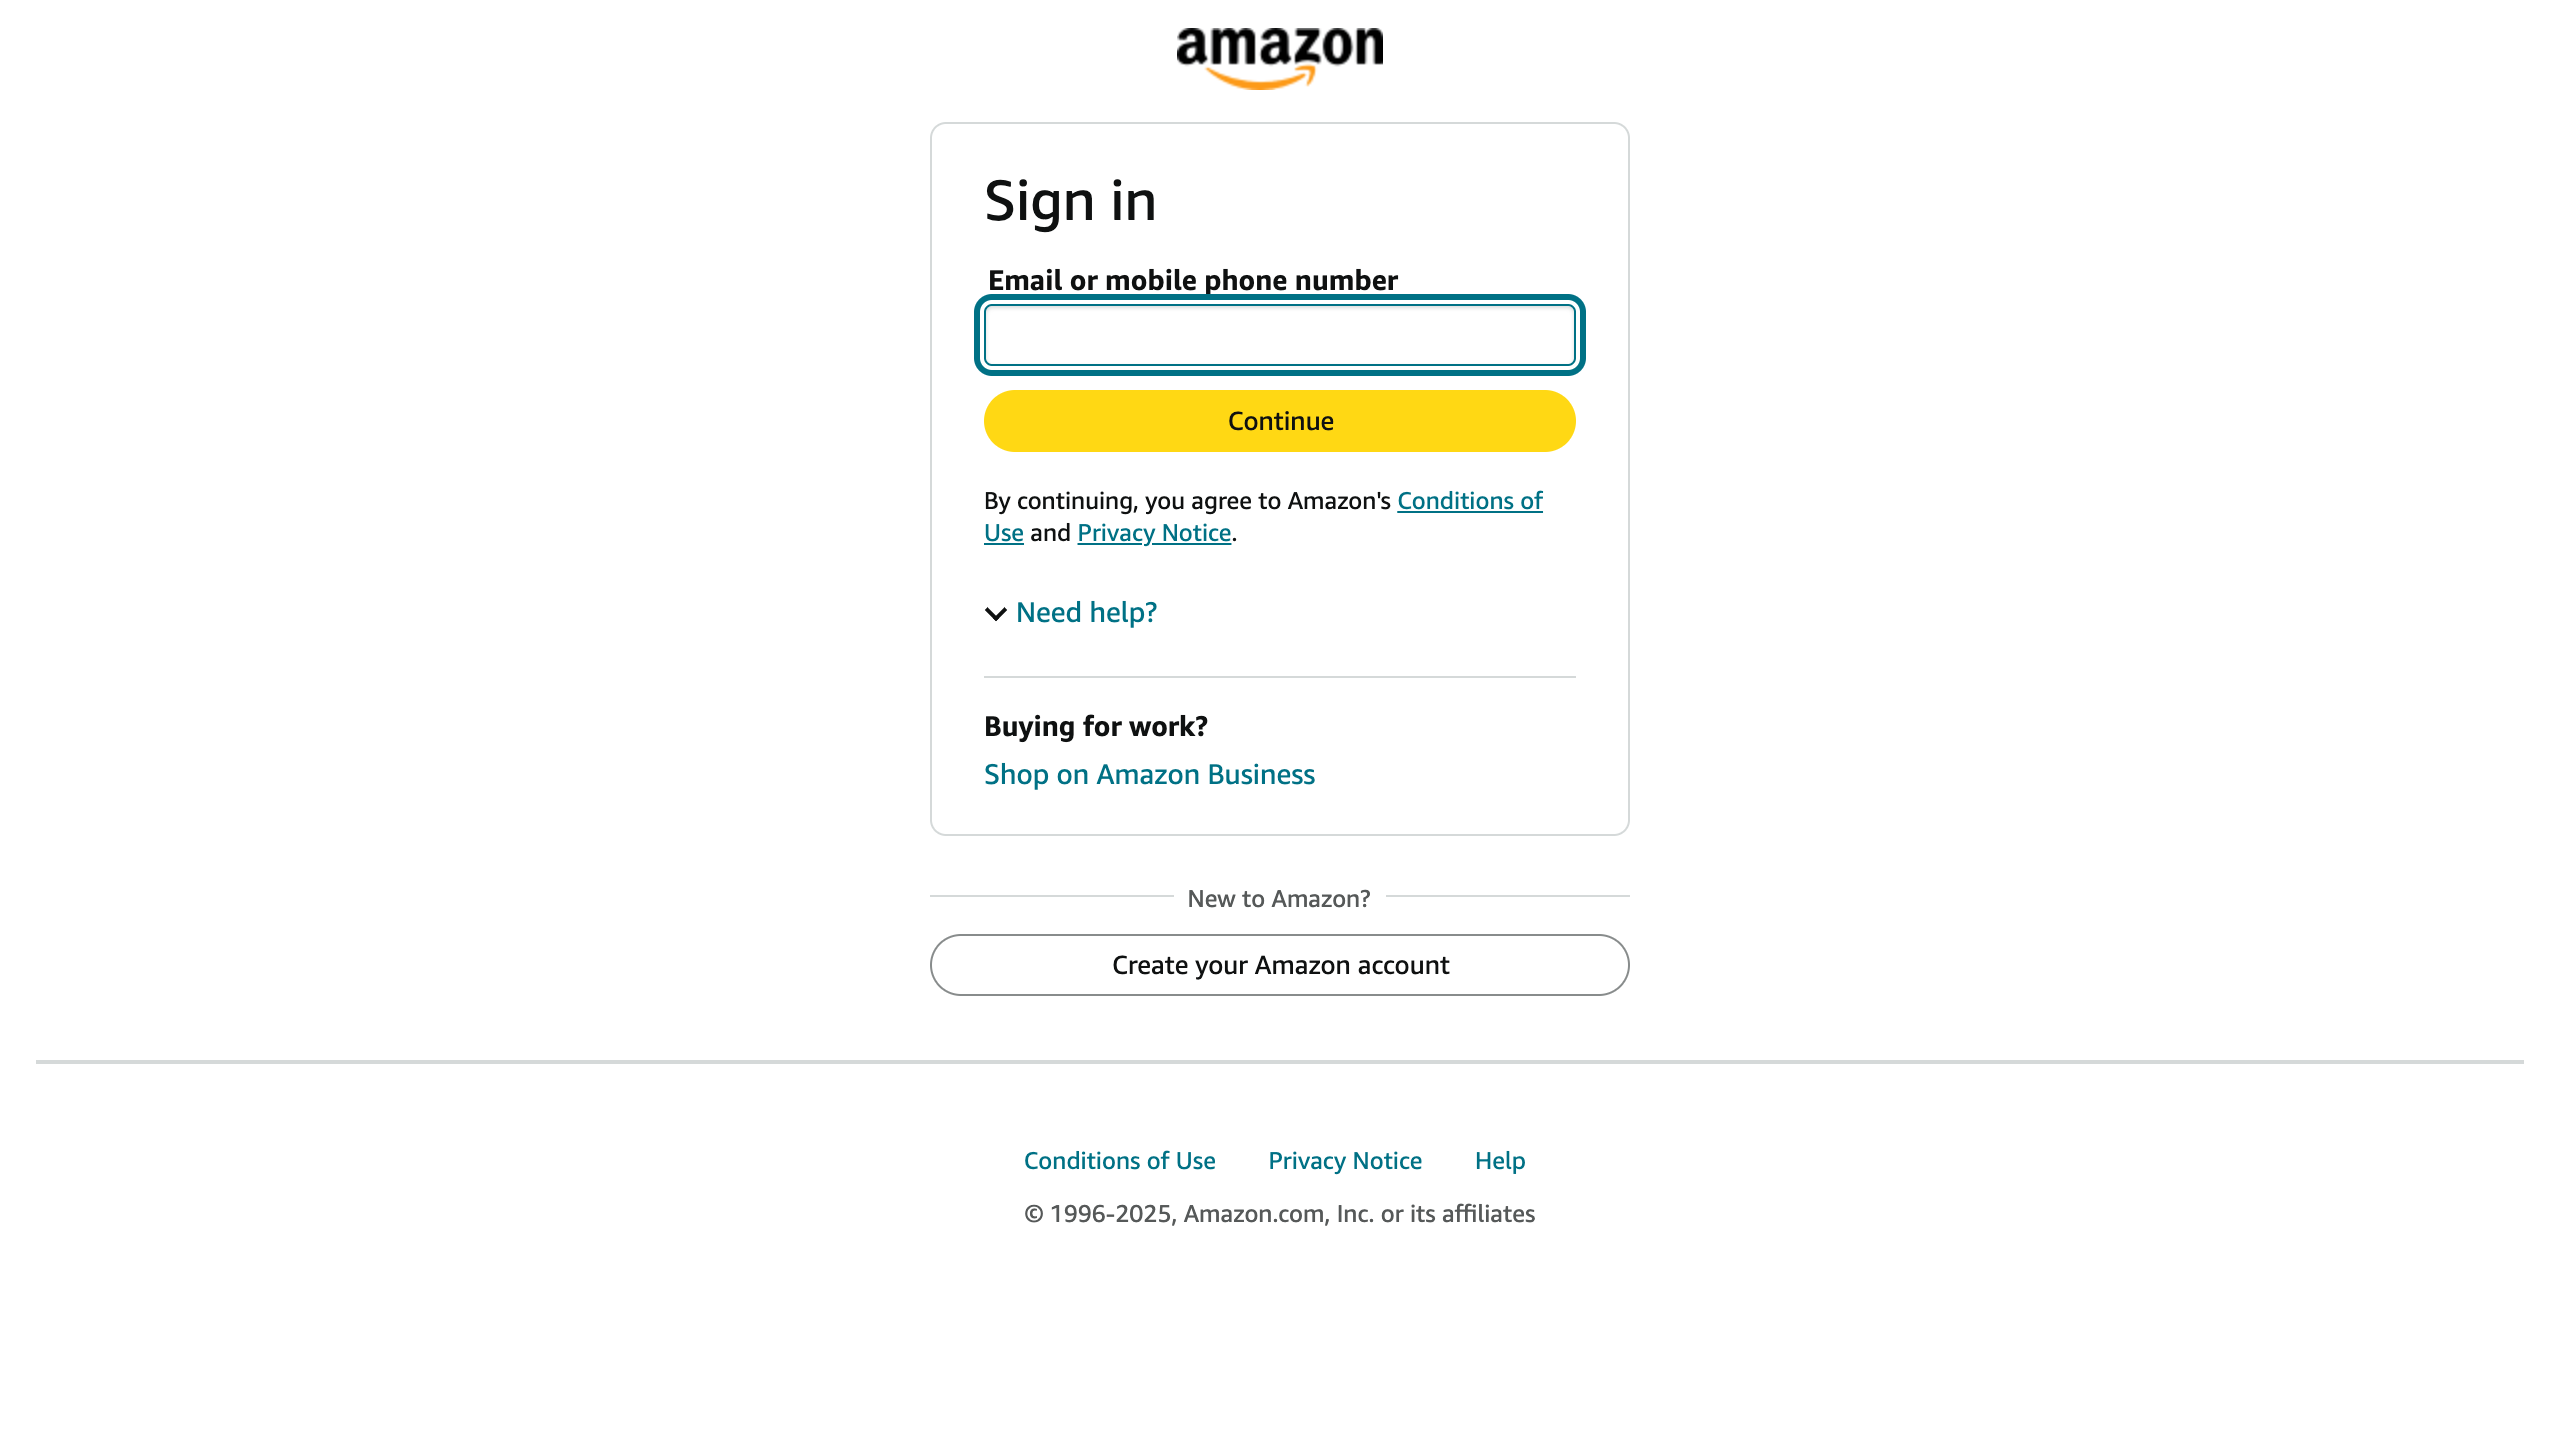 amazon
Sign in
Email or mobile phone number
Continue
By continuing, you agree to Amazon's Conditions of
Use and Privacy Notice.
Need help?
Buying for work?
Shop on Amazon Business
New to Amazon?
Create your Amazon account
Conditions of Use Privacy Notice Help
© 1996-2025, Amazon.com, Inc. or its affiliates